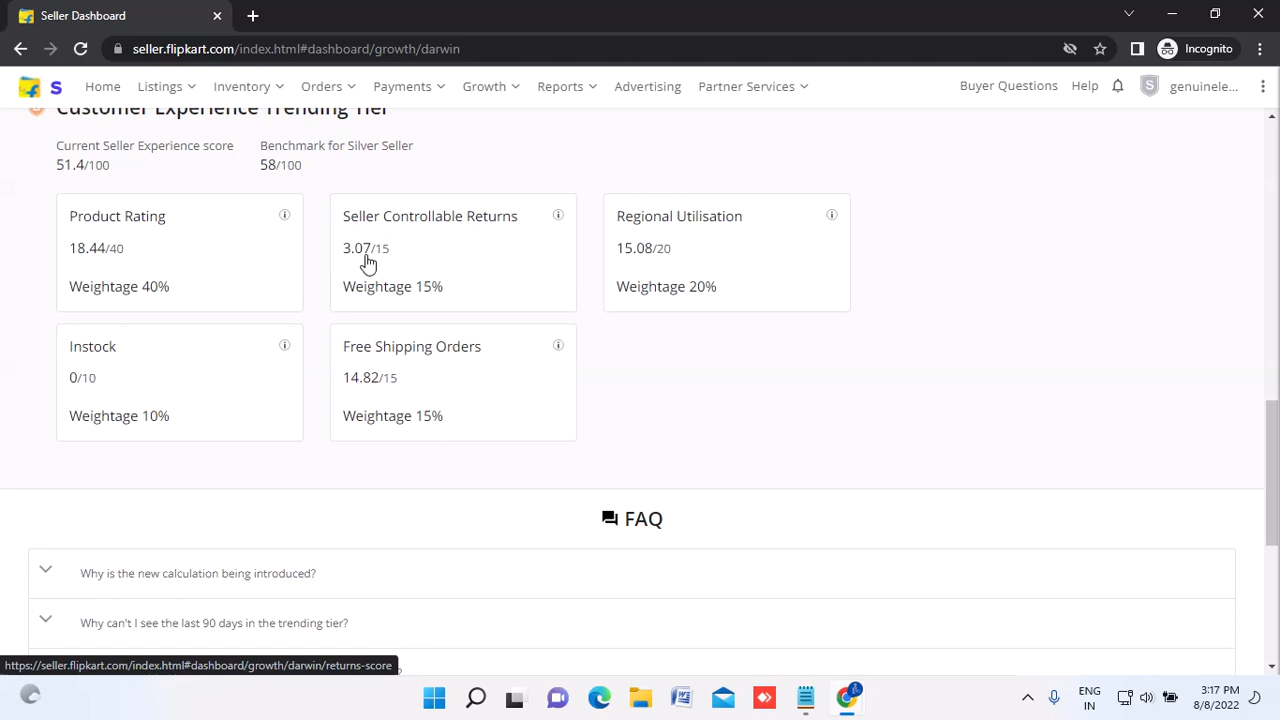 Seller Dashboard
seller.flipkart.com/index.html#dashboard/growth/darwin
Incognito
S Home Listings Inventory Orders Payments Growth Reports Advertising Partner Services Buyer Questions Help S genuinele...
Customer Experience Trending Tier
Current Seller Experience score Benchmark for Silver Seller
51.4/100 58/100
Product Rating
18.44/40
Weightage 40%
Seller Controllable Returns
3.07/15
Weightage 15%
Regional Utilisation
15.08/20
Weightage 20%
Instock
0/10
Weightage 10%
Free Shipping Orders
14.82/15
Weightage 15%
FAQ
Why is the new calculation being introduced?
Why can't I see the last 90 days in the trending tier?
https://seller.flipkart.com/index.html#dashboard/growth/darwin/returns-score
ENG
IN
3:17 PM
8/8/2022